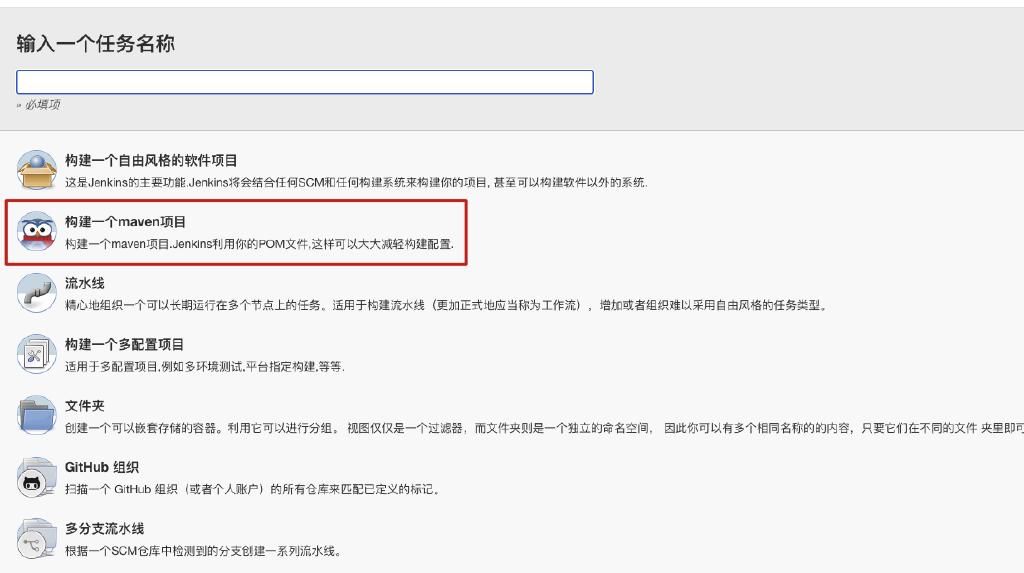 输入一个任务名称
» 必填项
构建一个自由风格的软件项目
这是Jenkins的主要功能.Jenkins将会结合任何SCM和任何构建系统来构建你的项目, 甚至可以构建软件以外的系统.
构建一个maven项目
构建一个maven项目.Jenkins利用你的POM文件,这样可以大大减轻构建配置.
流水线
精心地组织一个可以长期运行在多个节点上的任务。适用于构建流水线（更加正式地应当称为工作流），增加或者组织难以采用自由风格的任务类型。
构建一个多配置项目
适用于多配置项目,例如多环境测试,平台指定构建,等等.
文件夹
创建一个可以嵌套存储的容器。利用它可以进行分组。 视图仅仅是一个过滤器，而文件夹则是一个独立的命名空间， 因此你可以有多个相同名称的的内容，只要它们在不同的文件 夹里即可
GitHub 组织
扫描一个 GitHub 组织（或者个人账户）的所有仓库来匹配已定义的标记。
多分支流水线
根据一个SCM仓库中检测到的分支创建一系列流水线。